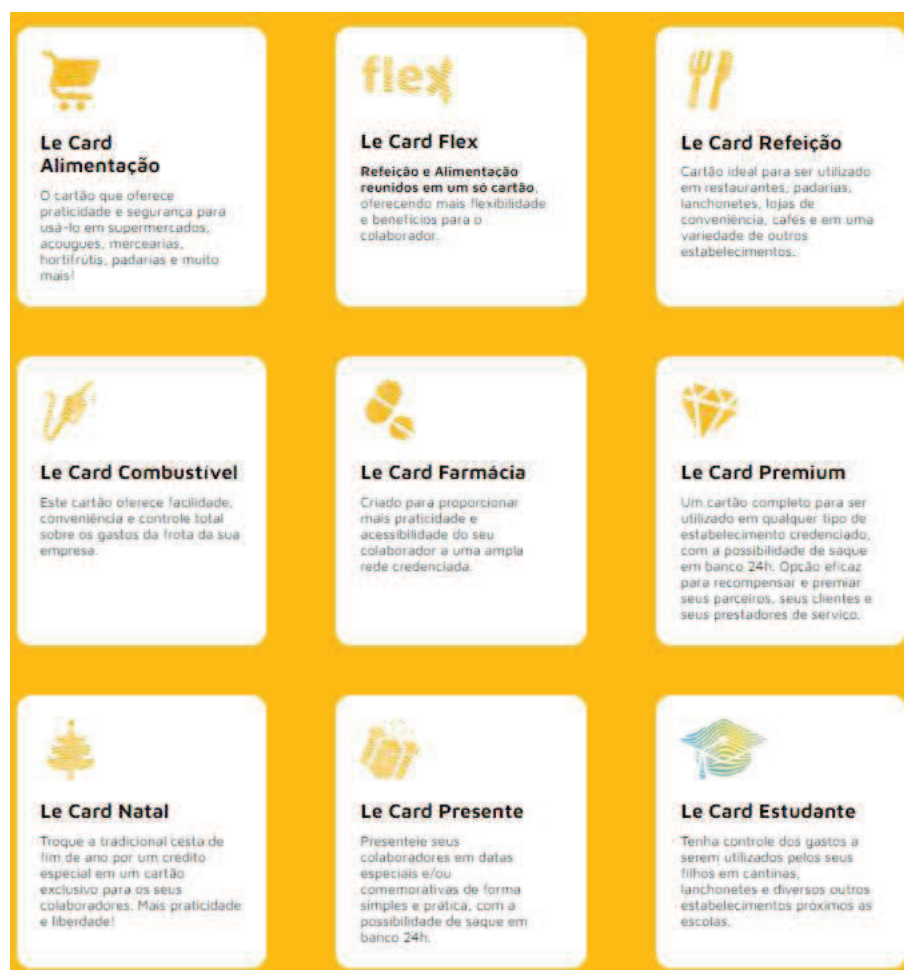 Le Card
Alimentação
O cartão que oferece
praticidade e segurança para
usá-lo em supermercados,
açougues, mercearias,
hortifrútis, padarias e muito
mais!
flex
Le Card Flex
Refeição e Alimentação
reunidos em um só cartão,
oferecendo mais flexibilidade
e benefícios para o
colaborador.
Le Card Refeição
Cartão ideal para ser utilizado
em restaurantes, padarias,
lanchonetes, lojas de
conveniência, cafés e em uma
variedade de outros
estabelecimentos.
Le Card Combustível
Este cartão oferece facilidade,
conveniência e controle total
sobre os gastos da frota da sua
empresa.
Le Card Farmácia
Criado para proporcionar
mais praticidade e
acessibilidade do seu
colaborador a uma ampla
rede credenciada.
Le Card Premium
Um cartão completo para ser
utilizado em qualquer tipo de
estabelecimento credenciado,
com a possibilidade de saque
em banco 24h. Opção eficaz
para recompensar e premiar
seus parceiros, seus clientes e
seus prestadores de serviço.
Le Card Natal
Troque a tradicional cesta de
fim de ano por um crédito
especial em um cartão
exclusivo para os seus
colaboradores. Mais praticidade
e liberdade!
Le Card Presente
Presenteie seus
colaboradores em datas
especiais e/ou
comemorativas de forma
simples e prática, com a
possibilidade de saque em
banco 24h.
Le Card Estudante
Tenha controle dos gastos a
serem utilizados pelos seus
filhos em cantinas,
lanchonetes e diversos outros
estabelecimentos próximos às
escolas.